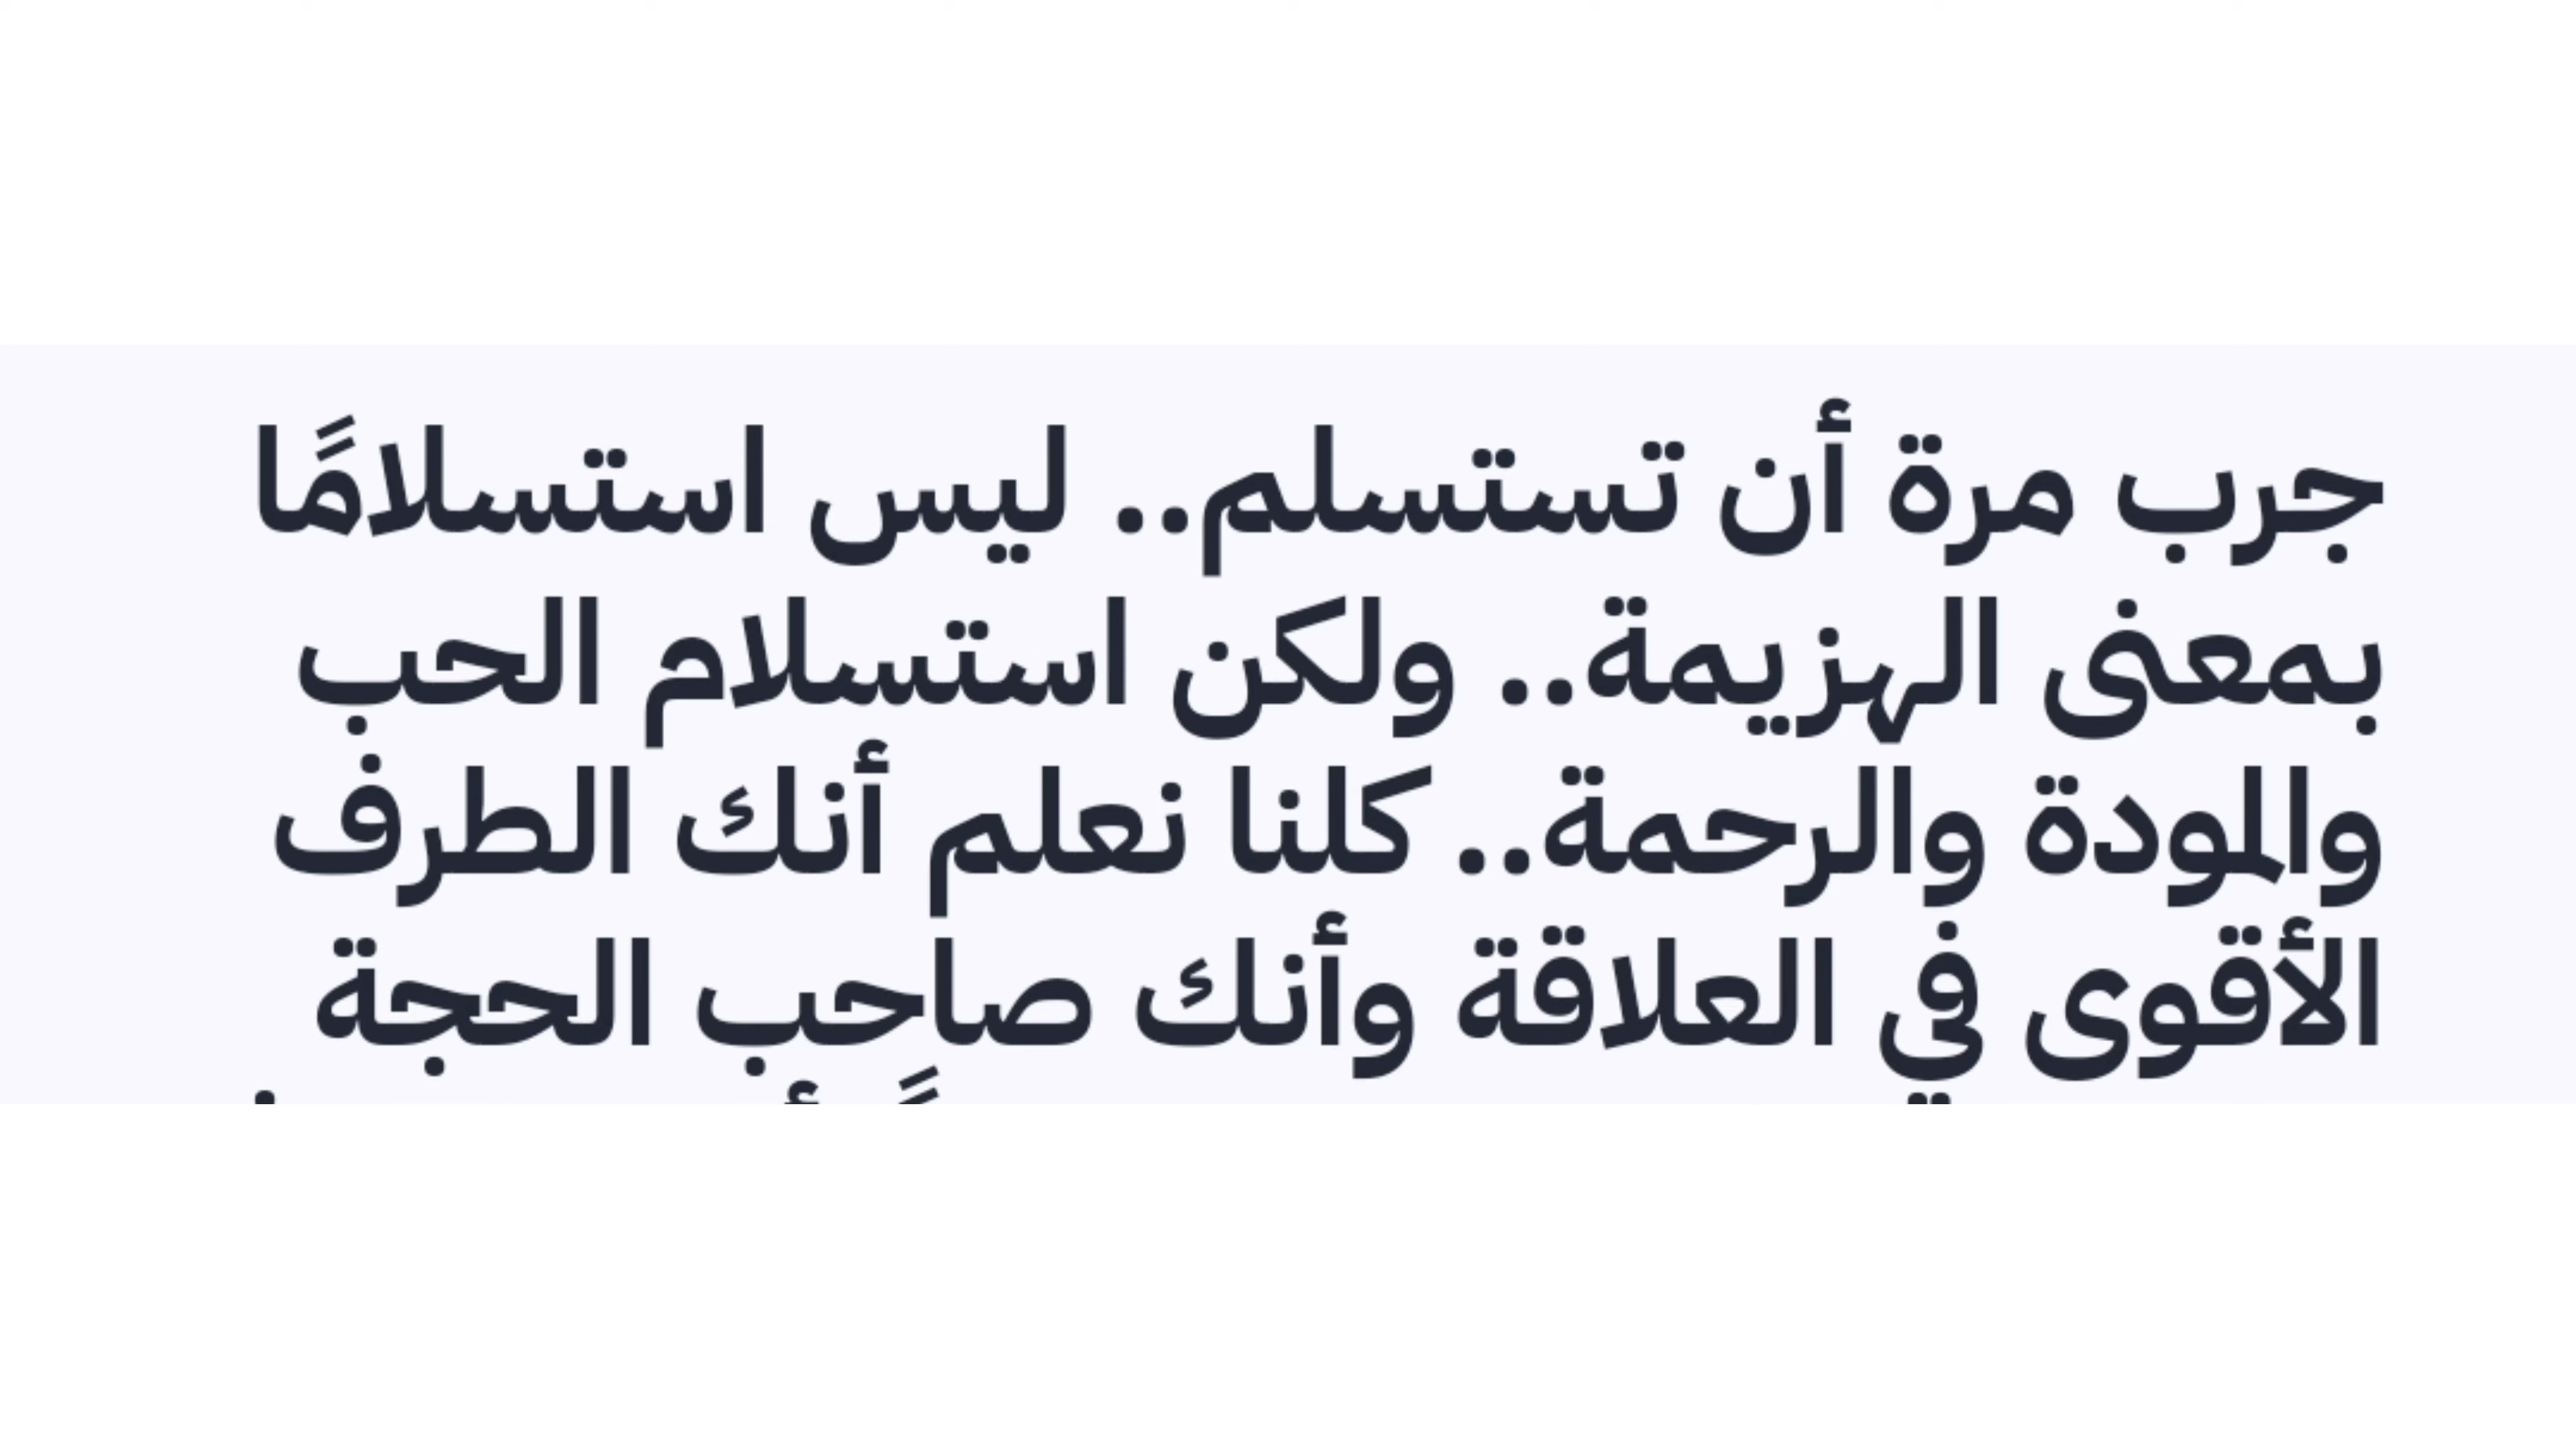 جرب مرة أن تستسلم.. ليس استسلامًا
بمعنى الهزيمة.. ولكن استسلام الحب
والمودة والرحمة.. كلنا نعلم أنك الطرف
الأقوى في العلاقة وأنك صاحب الحجة